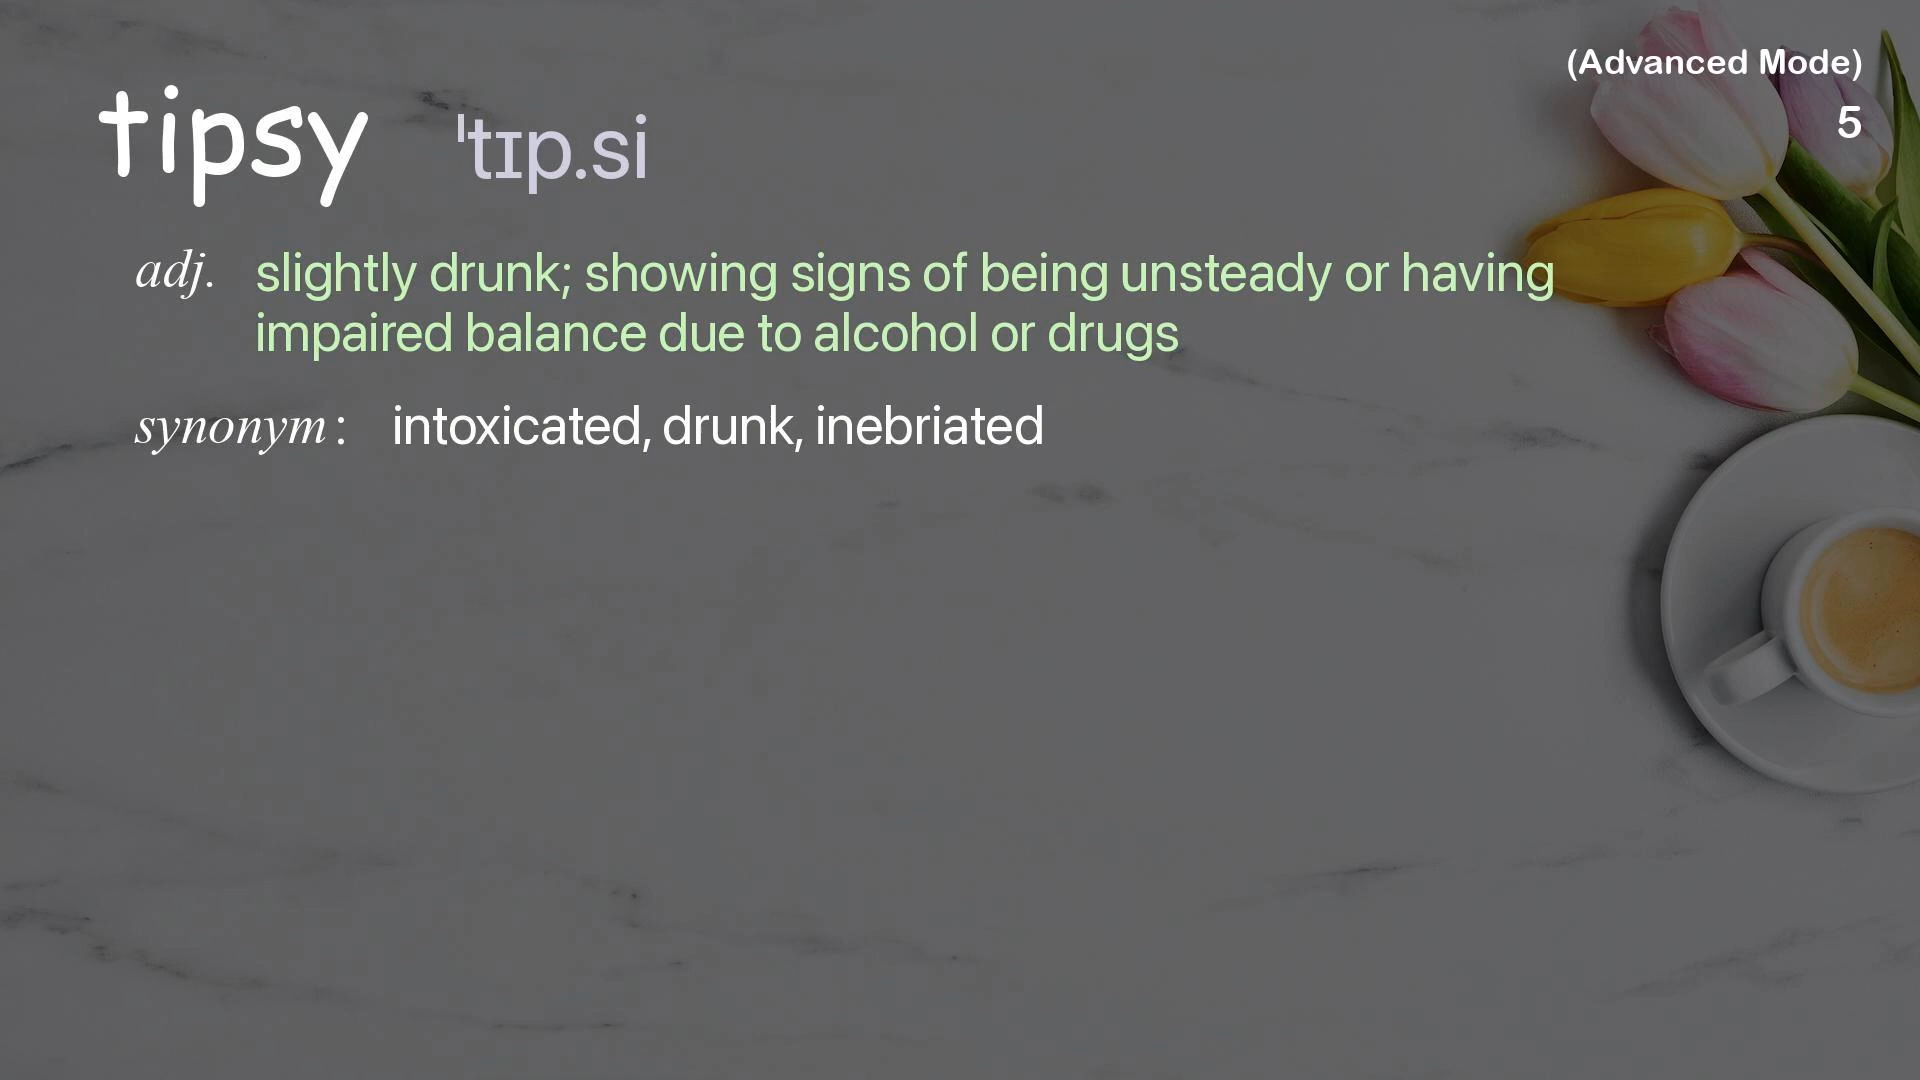 (Advanced Mode)
5
tipsy ˈtɪp.si
adj. slightly drunk; showing signs of being unsteady or having
impaired balance due to alcohol or drugs
synonym: intoxicated, drunk, inebriated